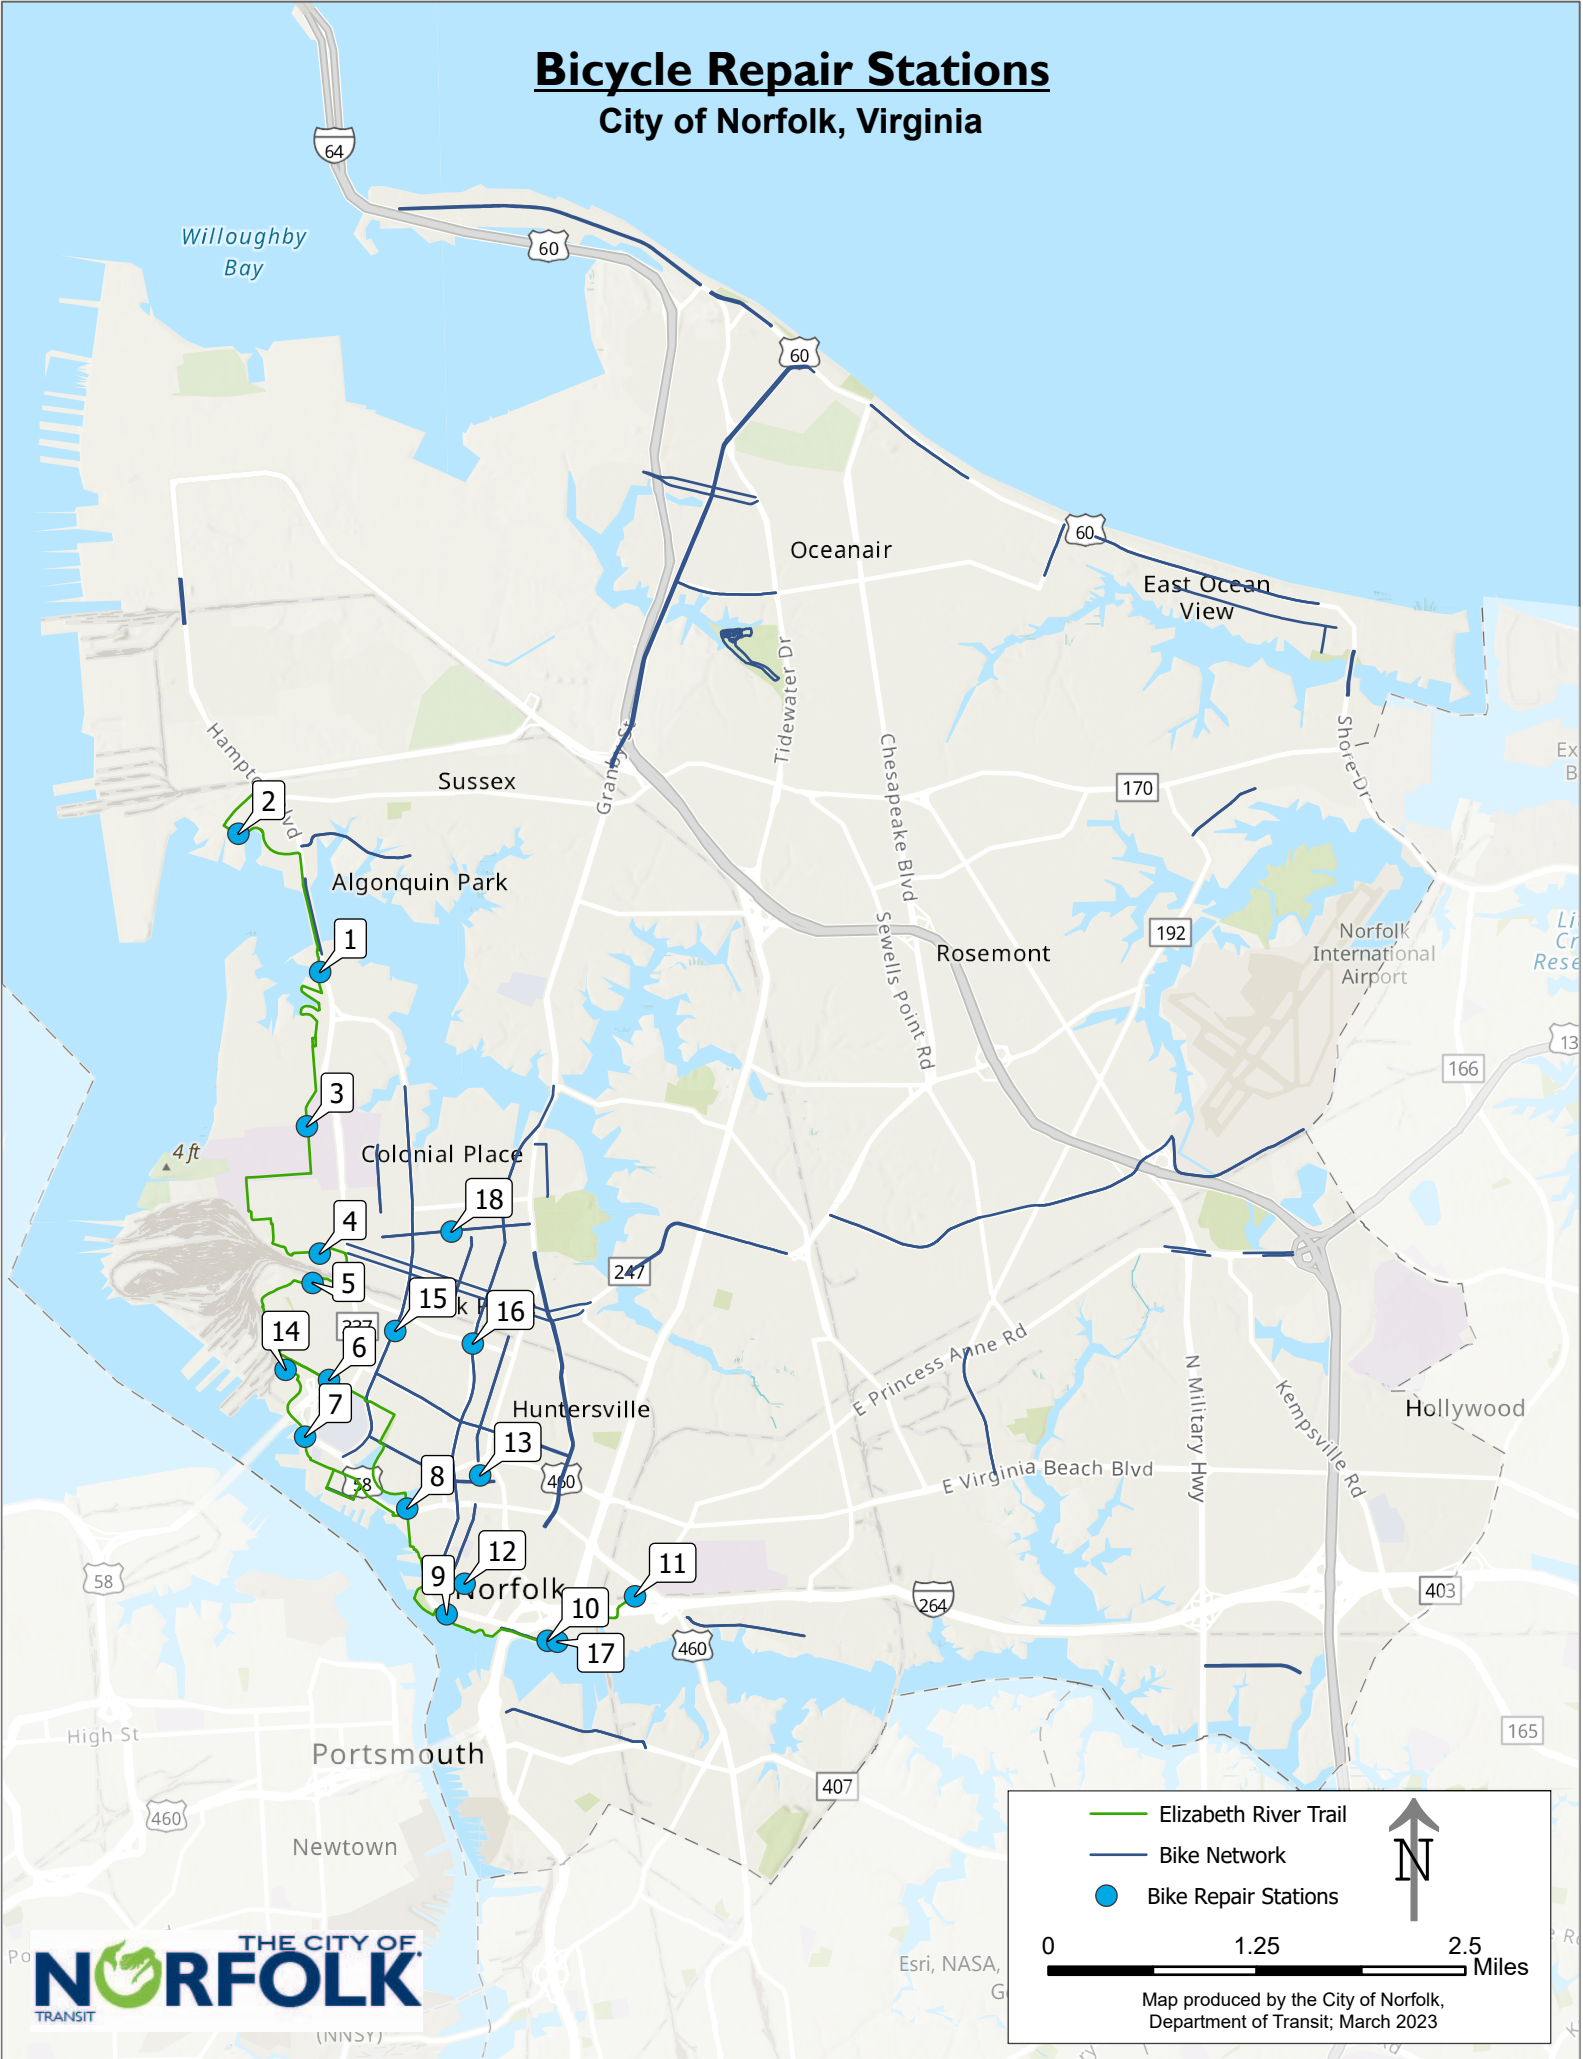 Bicycle Repair Stations
City of Norfolk, Virginia
64
Willoughby
Bay
60
60
Oceanair
60
East Ocean
View
Tidewater Dr
Granby St
Chesapeake Blvd
Shore Dr
Sussex
170
2
Algonquin Park
1
192
Norfolk
International
Airport
Rosemont
Sewells Point Rd
166
3
4 ft
Colonial Place
18
4
247
5
15
16
14
6
7
E Princess Anne Rd
N Military Hwy
Kempsville Rd
Hollywood
Huntersville
13
8
58
460
E Virginia Beach Blvd
12
9
Norfolk
11
10
17
58
264
403
460
High St
165
Portsmouth
407
460
Newtown
Elizabeth River Trail
Bike Network
Bike Repair Stations
N
0 1.25 2.5
Miles
Map produced by the City of Norfolk,
Department of Transit; March 2023
Esri, NASA,
THE CITY OF
NORFOLK
TRANSIT
(NNSY)